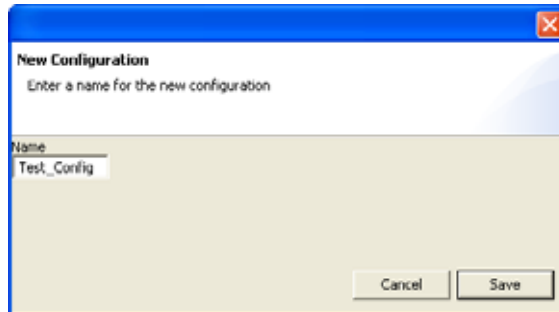 New Configuration
Enter a name for the new configuration
Name
Test_Config
Cancel Save